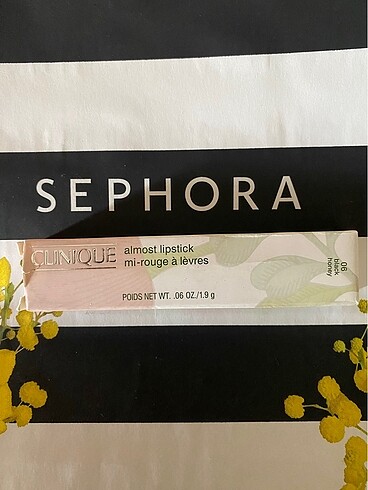 SEPHORA
CLINIQUE
almost lipstick
mi-rouge à lèvres
POIDS NET WT. .06 OZ./1.9 g
06
black
honey